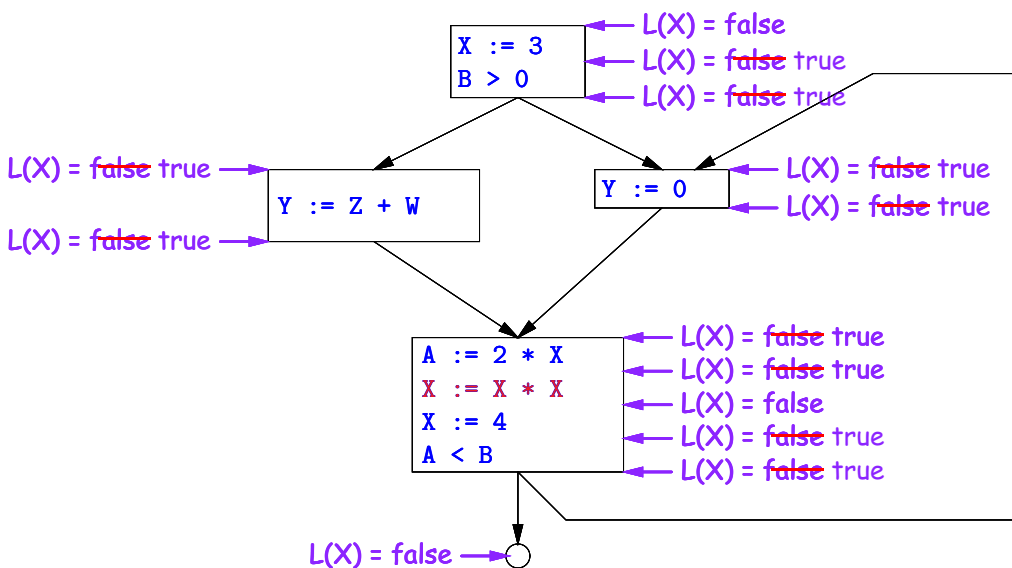 L(X) = false
X := 3
L(X) = false true
B > 0
L(X) = false true
L(X) = false true
Y := Z + W
L(X) = false true
L(X) = false true
Y := 0
L(X) = false true
L(X) = false true
A := 2 * X
L(X) = false true
X := X * X
L(X) = false
X := 4
L(X) = false true
A < B
L(X) = false true
L(X) = false